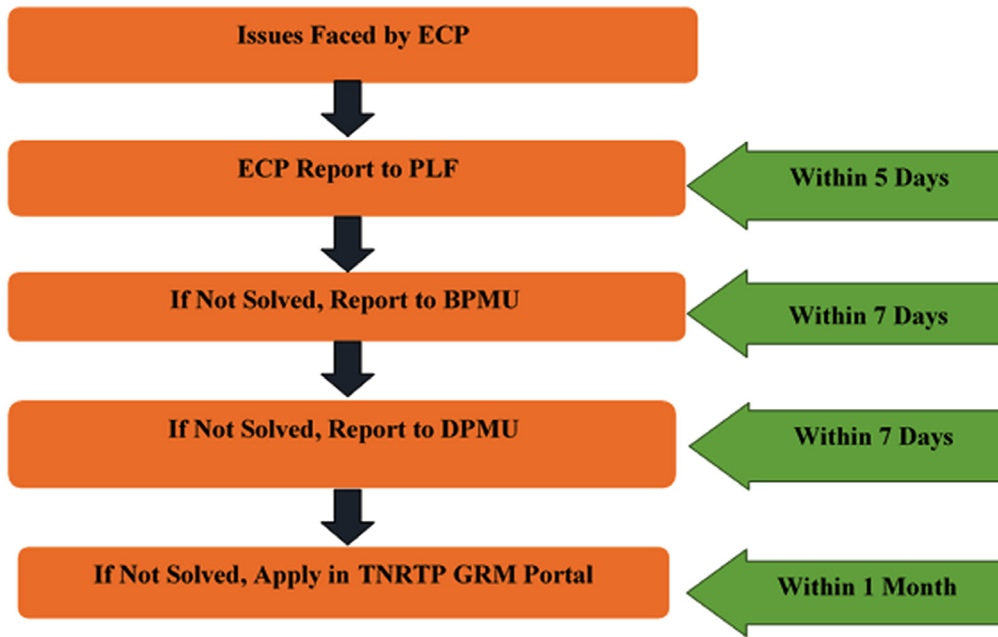 Issues Faced by ECP
ECP Report to PLF
Within 5 Days
If Not Solved, Report to BPMU
Within 7 Days
If Not Solved, Report to DPMU
Within 7 Days
If Not Solved, Apply in TNRTP GRM Portal
Within 1 Month